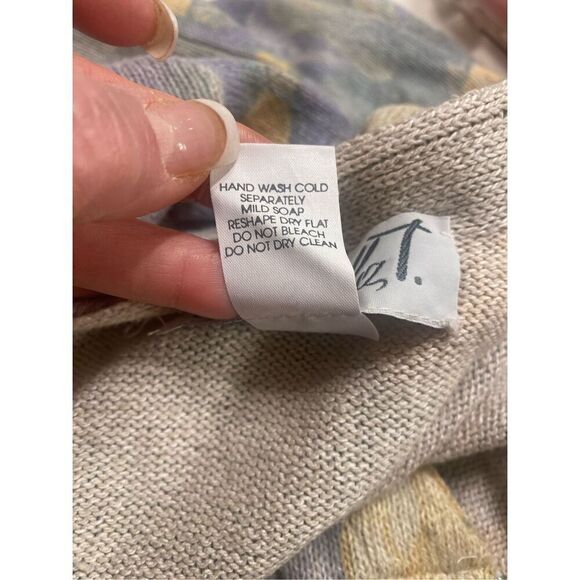 HAND WASH COLD
SEPARATELY
MILD SOAP
RESHAPE DRY FLAT
DO NOT BLEACH
DO NOT DRY CLEAN
T.